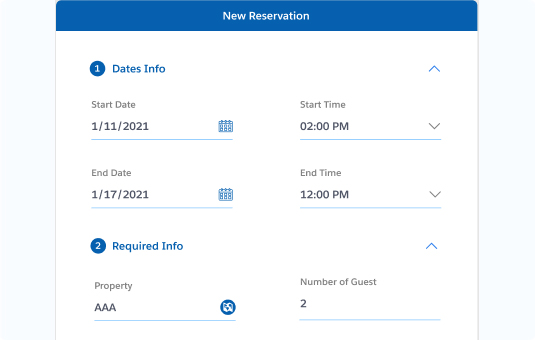 New Reservation
1 Dates Info
Start Date
Start Time
1/11/2021
02:00 PM
End Date
End Time
1/17/2021
12:00 PM
2 Required Info
Property
Number of Guest
AAA
2